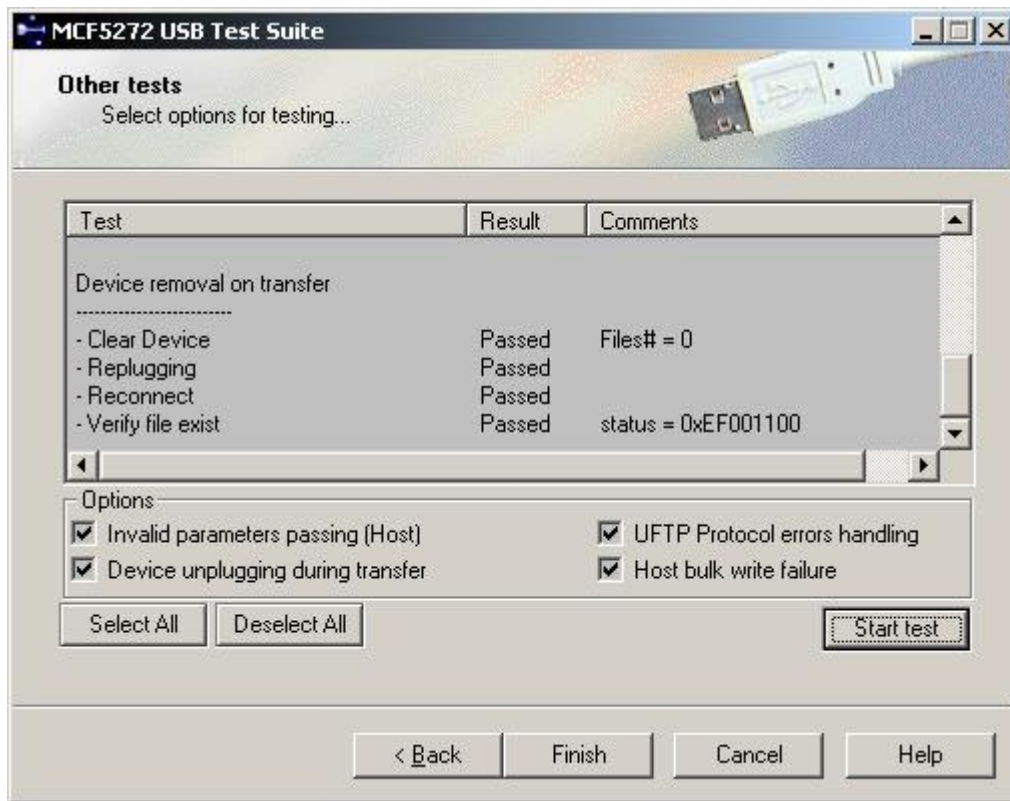 MCF5272 USB Test Suite
Other tests
Select options for testing...
Test Result Comments
Device removal on transfer
--------------------------
- Clear Device Passed Files# = 0
- Replugging Passed
- Reconnect Passed
- Verify file exist Passed status = 0xEF001100
Options
Invalid parameters passing (Host) UFTP Protocol errors handling
Device unplugging during transfer Host bulk write failure
Select All Deselect All Start test
< Back Finish Cancel Help